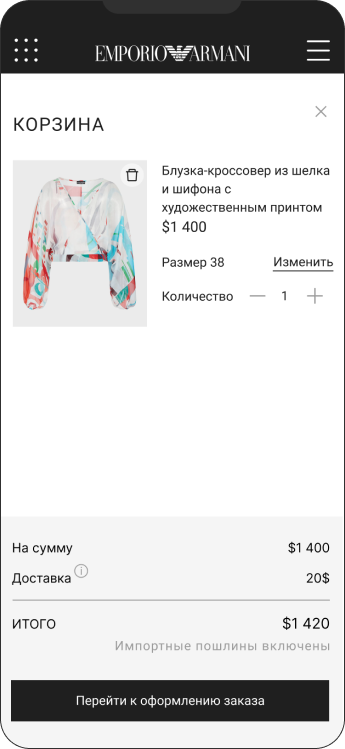 EMPORIO ARMANI
КОРЗИНА
Блузка-кроссовер из шелка
и шифона с
художественным принтом
$1 400
Размер 38 Изменить
Количество — 1 +
На сумму $1 400
Доставка 20$
ИТОГО $1 420
Импортные пошлины включены
Перейти к оформлению заказа